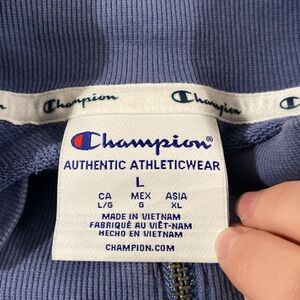 Champion
Champion
Champion®
AUTHENTIC ATHLETICWEAR
L
CA MEX ASIA
L/G G XL
MADE IN VIETNAM
FABRIQUÉ AU VIÊT-NAM
HECHO EN VIETNAM
CHAMPION.COM